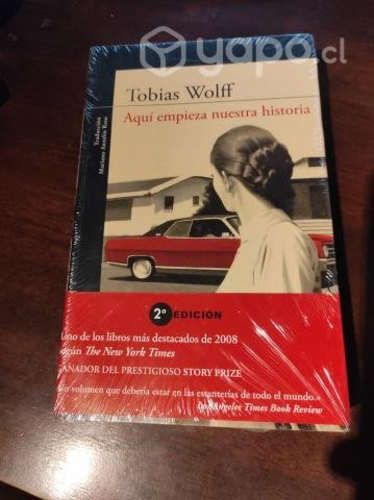 yapo.cl
Tobias Wolff
Aquí empieza nuestra historia
Traducción
Mariano Antolín Rato
2ª EDICIÓN
Uno de los libros más destacados de 2008
según The New York Times
GANADOR DEL PRESTIGIOSO STORY PRIZE
volumen que debería estar en las estanterías de todo el mundo.»
Los Angeles Times Book Review